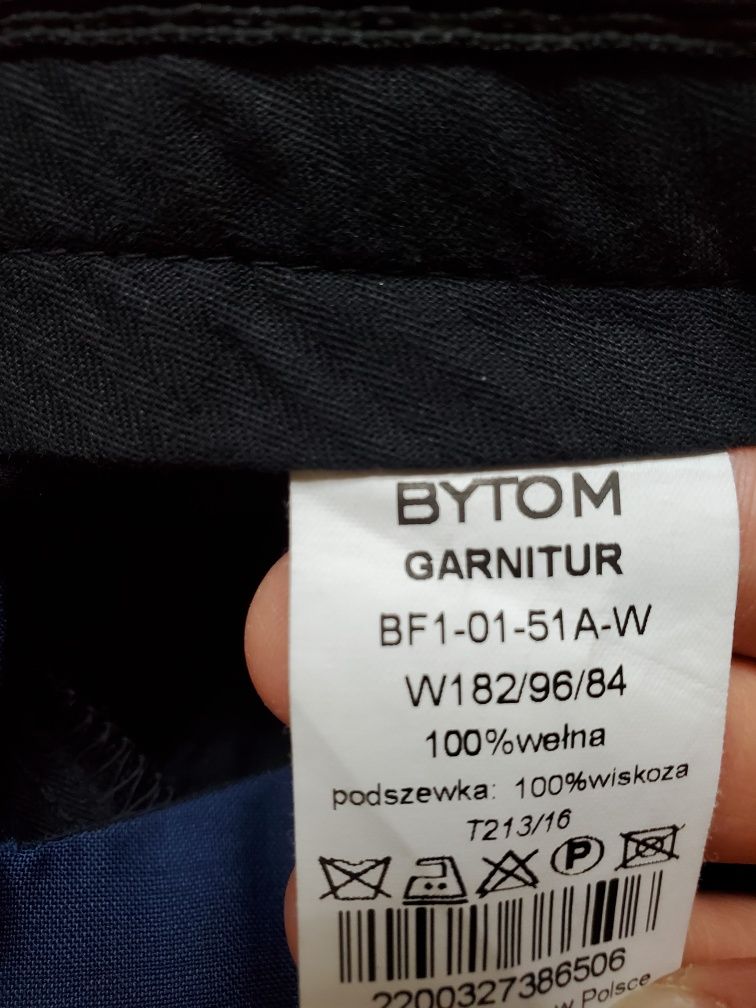 BYTOM
GARNITUR
BF1-01-51A-W
W182/96/84
100%wełna
podszewka: 100%wiskoza
T213/16
P
2200327386506
w Polsce